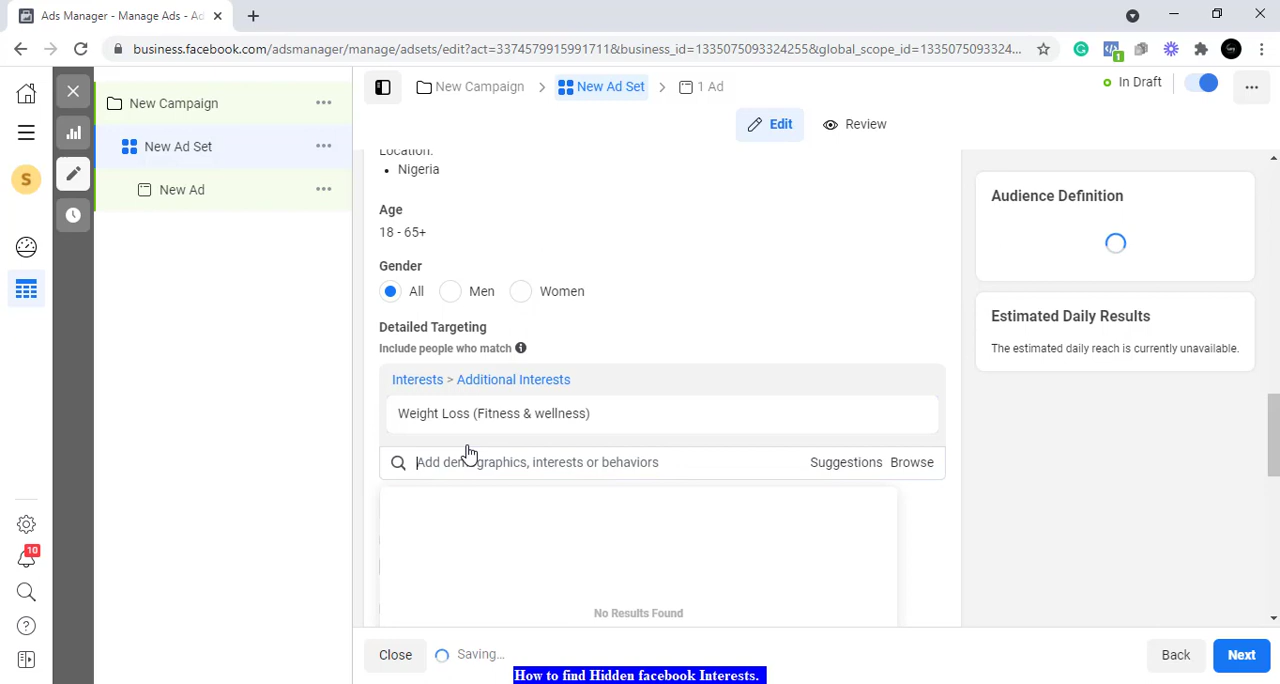 Ads Manager - Manage Ads - Ad
business.facebook.com/adsmanager/manage/adsets/edit?act=3374579915991711&business_id=1335075093324255&global_scope_id=1335075093324...
1
New Campaign
New Ad Set
1 Ad
In Draft
New Campaign
New Ad Set
New Ad
S
10
Edit
Review
Location:
Nigeria
Age
18 - 65+
Gender
All
Men
Women
Detailed Targeting
Include people who match
Interests > Additional Interests
Weight Loss (Fitness & wellness)
Add demographics, interests or behaviors
Suggestions
Browse
No Results Found
Audience Definition
Estimated Daily Results
The estimated daily reach is currently unavailable.
Close
Saving...
Back
Next
How to find Hidden facebook Interests.